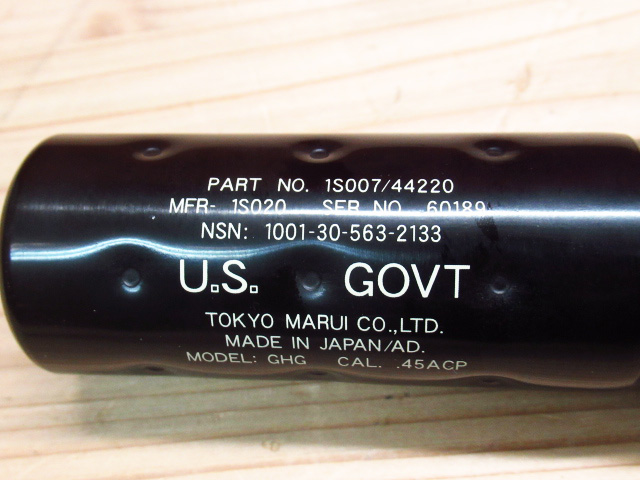 PART NO. 1S007/44220
MFR- 1S020 SER NO. 60189
NSN: 1001-30-563-2133
U.S. GOVT
TOKYO MARUI CO.,LTD.
MADE IN JAPAN/AD.
MODEL: GHG CAL. .45ACP